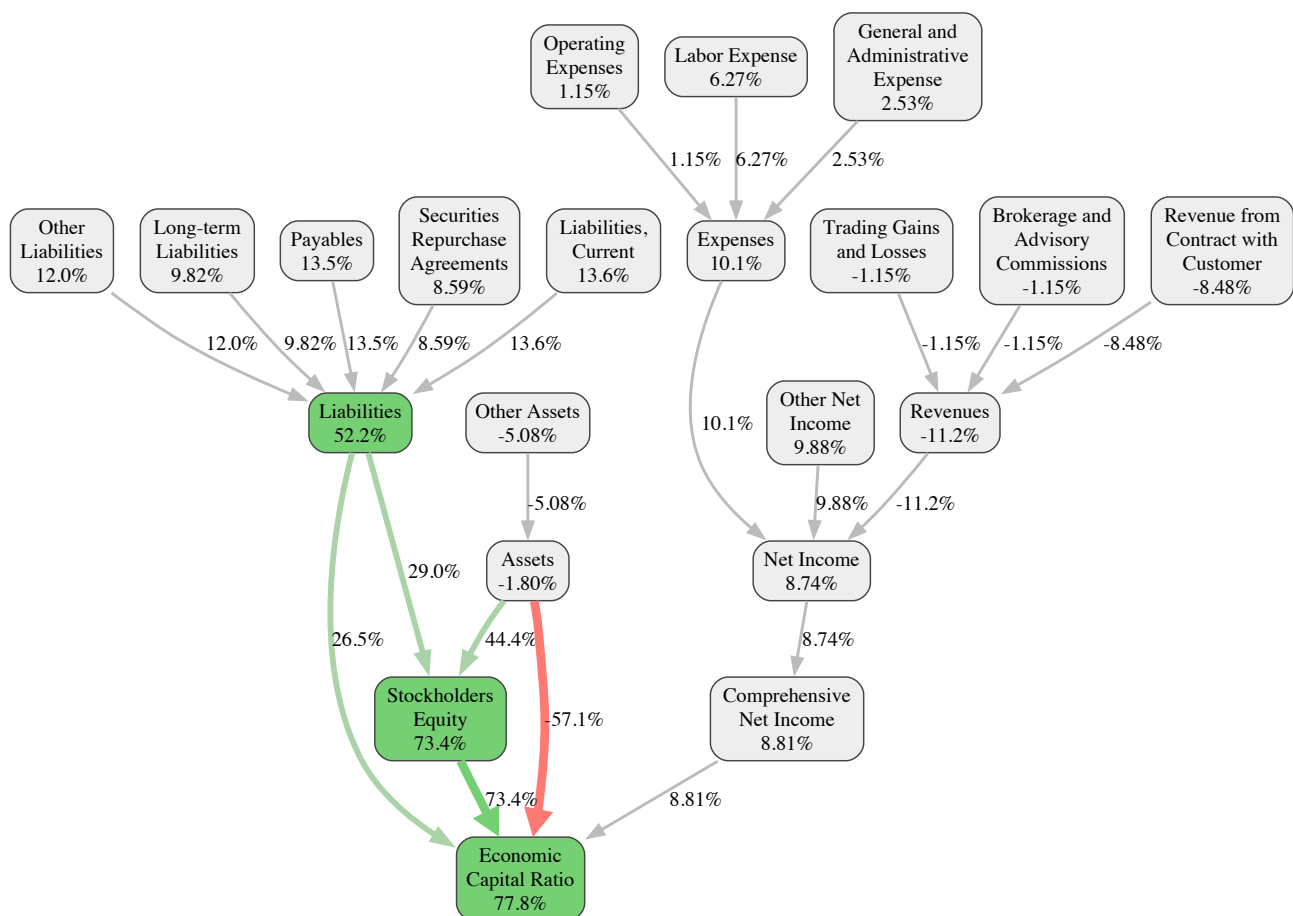 Operating
Expenses
1.15%
Labor Expense
6.27%
General and
Administrative
Expense
2.53%
1.15%
6.27%
2.53%
Other
Liabilities
12.0%
Long-term
Liabilities
9.82%
Payables
13.5%
Securities
Repurchase
Agreements
8.59%
Liabilities,
Current
13.6%
Expenses
10.1%
Trading Gains
and Losses
-1.15%
Brokerage and
Advisory
Commissions
-1.15%
Revenue from
Contract with
Customer
-8.48%
12.0%
9.82%
13.5%
8.59%
13.6%
-1.15%
-1.15%
-8.48%
Liabilities
52.2%
Other Assets
-5.08%
10.1%
Other Net
Income
9.88%
Revenues
-11.2%
-5.08%
9.88%
-11.2%
29.0%
Assets
-1.80%
Net Income
8.74%
26.5%
44.4%
8.74%
Stockholders
Equity
73.4%
-57.1%
Comprehensive
Net Income
8.81%
73.4%
8.81%
Economic
Capital Ratio
77.8%